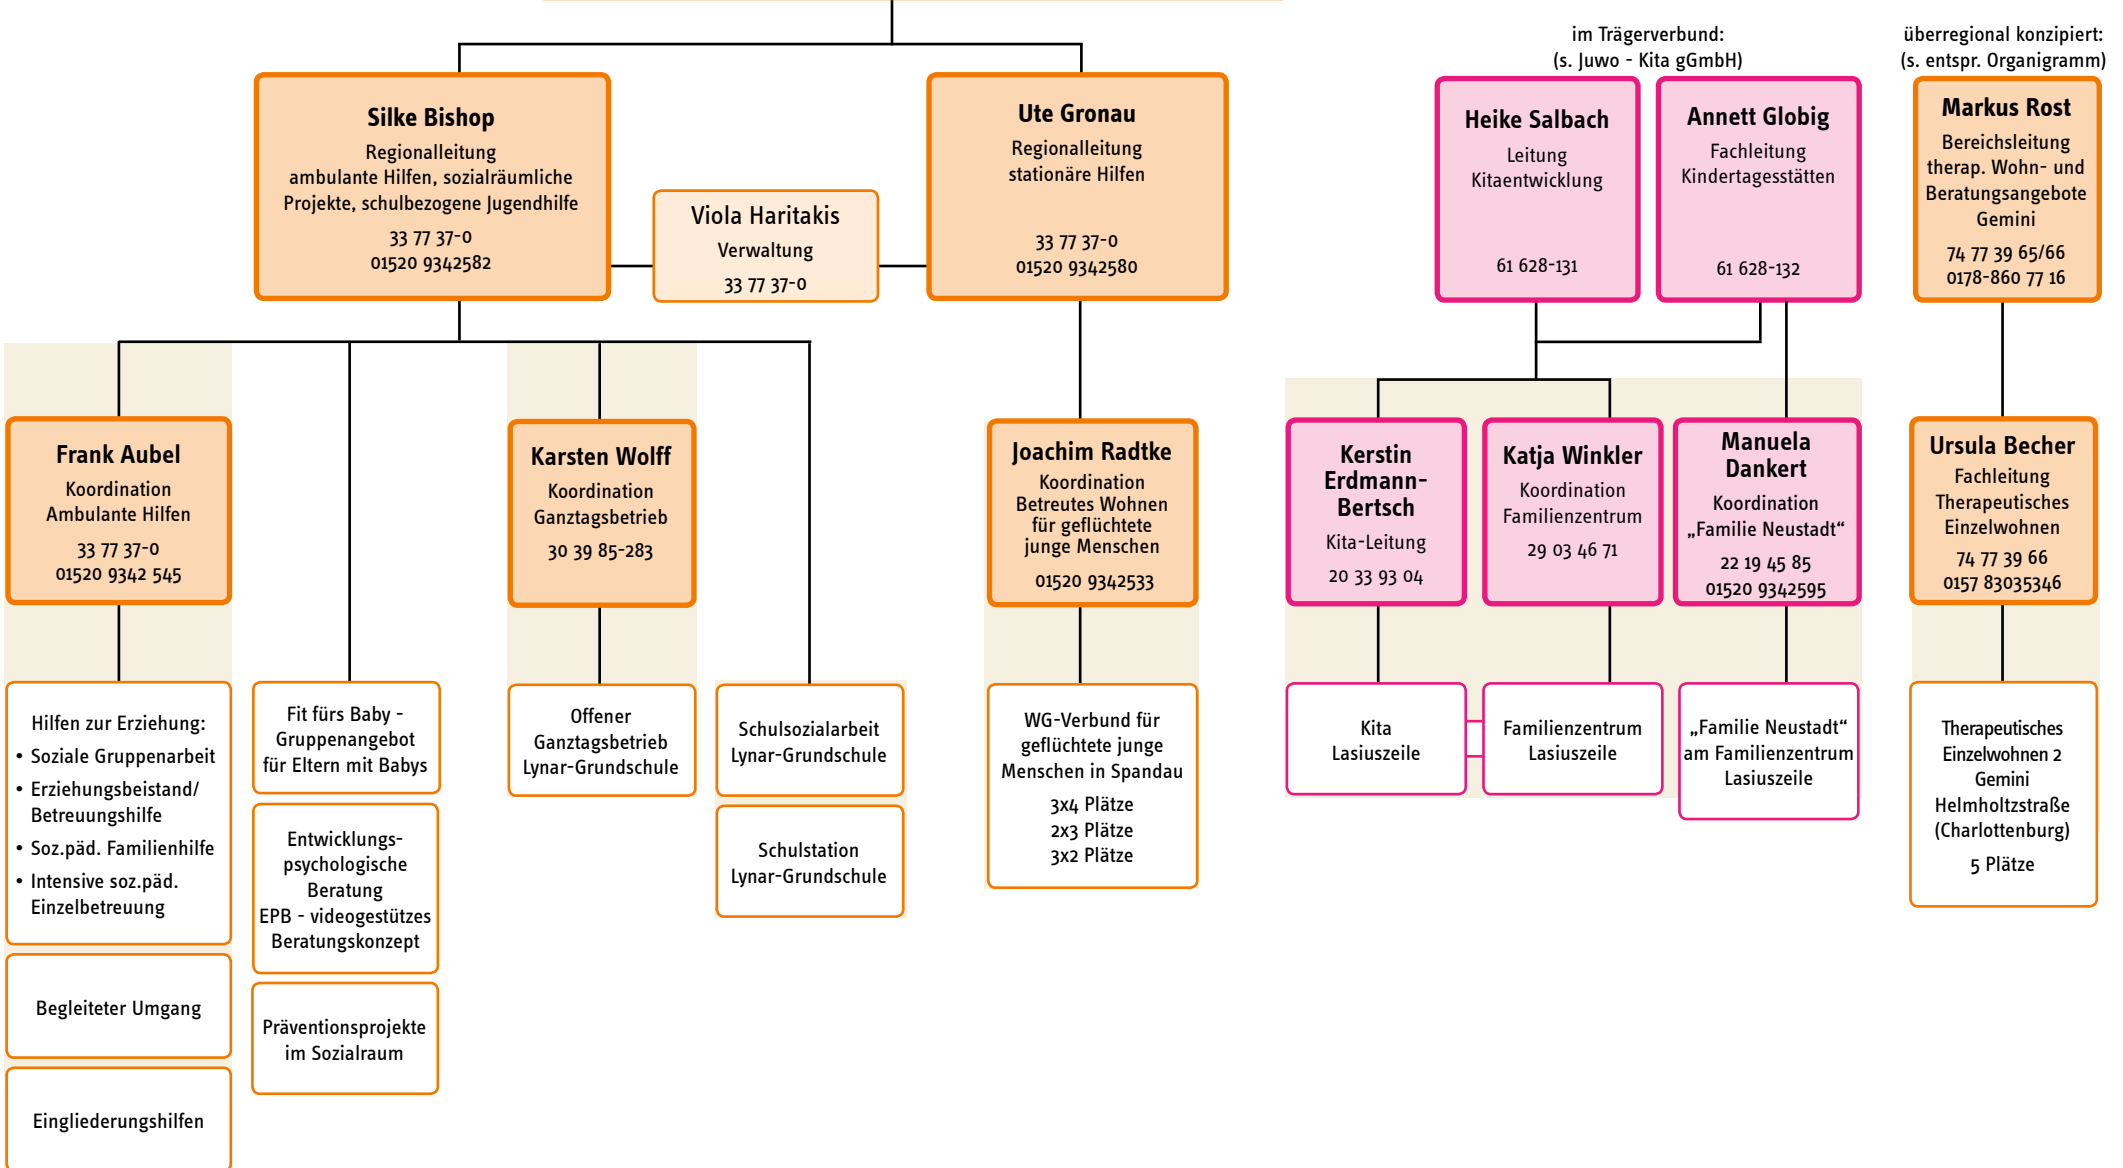 im Trägerverbund:
(s. Juwo - Kita gGmbH)
überregional konzipiert:
(s. entspr. Organigramm)
Silke Bishop
Regionalleitung
ambulante Hilfen, sozialräumliche
Projekte, schulbezogene Jugendhilfe
33 77 37-0
01520 9342582
Viola Haritakis
Verwaltung
33 77 37-0
Ute Gronau
Regionalleitung
stationäre Hilfen
33 77 37-0
01520 9342580
Heike Salbach
Leitung
Kitaentwicklung
61 628-131
Annett Globig
Fachleitung
Kindertagesstätten
61 628-132
Markus Rost
Bereichsleitung
therap. Wohn- und
Beratungsangebote
Gemini
74 77 39 65/66
0178-860 77 16
Frank Aubel
Koordination
Ambulante Hilfen
33 77 37-0
01520 9342 545
Karsten Wolff
Koordination
Ganztagsbetrieb
30 39 85-283
Joachim Radtke
Koordination
Betreutes Wohnen
für geflüchtete
junge Menschen
01520 9342533
Kerstin
Erdmann-
Bertsch
Kita-Leitung
20 33 93 04
Katja Winkler
Koordination
Familienzentrum
29 03 46 71
Manuela
Dankert
Koordination
„Familie Neustadt“
22 19 45 85
01520 9342595
Ursula Becher
Fachleitung
Therapeutisches
Einzelwohnen
74 77 39 66
0157 83035346
Hilfen zur Erziehung:
• Soziale Gruppenarbeit
• Erziehungsbeistand/
Betreuungshilfe
• Soz.päd. Familienhilfe
• Intensive soz.päd.
Einzelbetreuung
Begleiteter Umgang
Eingliederungshilfen
Fit fürs Baby -
Gruppenangebot
für Eltern mit Babys
Entwicklungs-
psychologische
Beratung
EPB - videogestützes
Beratungskonzept
Präventionsprojekte
im Sozialraum
Offener
Ganztagsbetrieb
Lynar-Grundschule
Schulsozialarbeit
Lynar-Grundschule
Schulstation
Lynar-Grundschule
WG-Verbund für
geflüchtete junge
Menschen in Spandau
3x4 Plätze
2x3 Plätze
3x2 Plätze
Kita
Lasiuszeile
Familienzentrum
Lasiuszeile
„Familie Neustadt“
am Familienzentrum
Lasiuszeile
Therapeutisches
Einzelwohnen 2
Gemini
Helmholtzstraße
(Charlottenburg)
5 Plätze